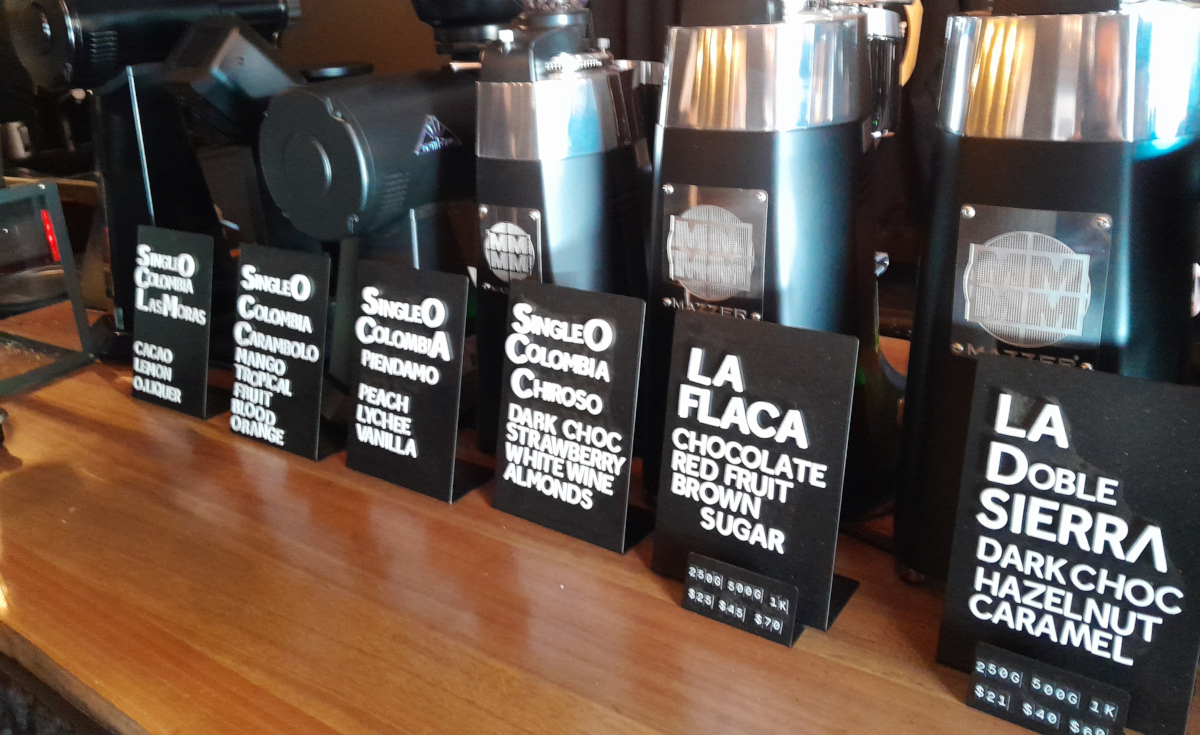 SINGLEO
COLOMBIA
LASMORAS
CACAO
LEMON
O.LIQUER
SINGLEO
COLOMBIA
CARAMBOLO
MANGO
TROPICAL
FRUIT
BLOOD
ORANGE
SINGLEO
COLOMBIA
PIENDAMO
PEACH
LYCHEE
VANILLA
SINGLEO
COLOMBIA
CHIROSO
DARK CHOC
STRAWBERRY
WHITE WINE
ALMONDS
MAZZER
LA
FLACA
CHOCOLATE
RED FRUIT
BROWN
SUGAR
250G 500G 1K
$25 $45 $70
MAZZER
LA
DOBLE
SIERRA
DARK CHOC
HAZELNUT
CARAMEL
250G 500G 1K
$21 $40